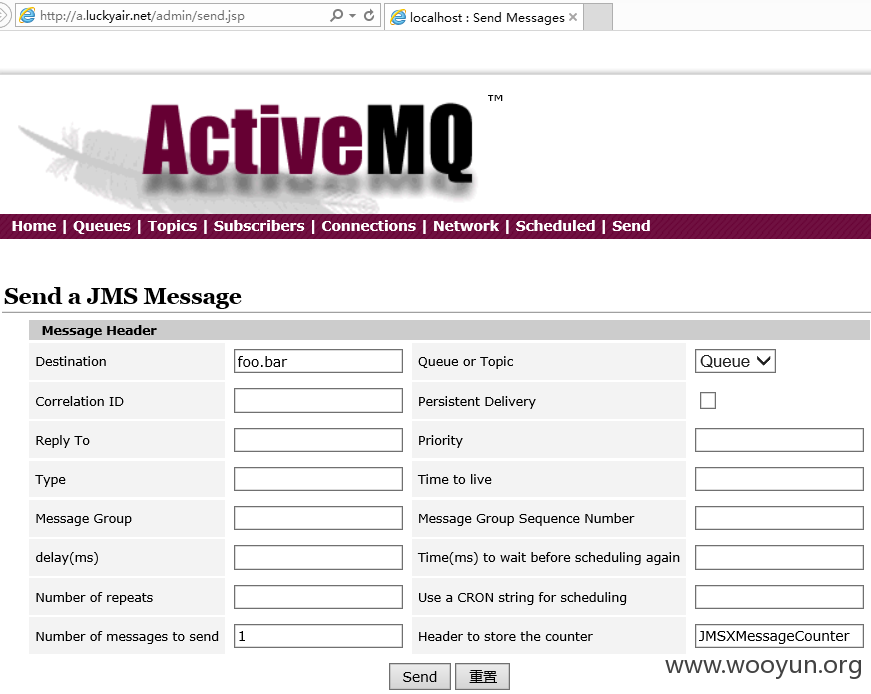 http://a.luckyair.net/admin/send.jsp
localhost : Send Messages
ActiveMQ ™
Home | Queues | Topics | Subscribers | Connections | Network | Scheduled | Send
Send a JMS Message
Message Header
Destination foo.bar Queue or Topic Queue
Correlation ID Persistent Delivery
Reply To Priority
Type Time to live
Message Group Message Group Sequence Number
delay(ms) Time(ms) to wait before scheduling again
Number of repeats Use a CRON string for scheduling
Number of messages to send 1 Header to store the counter JMSXMessageCounter
www.wooyun.org
Send 重置